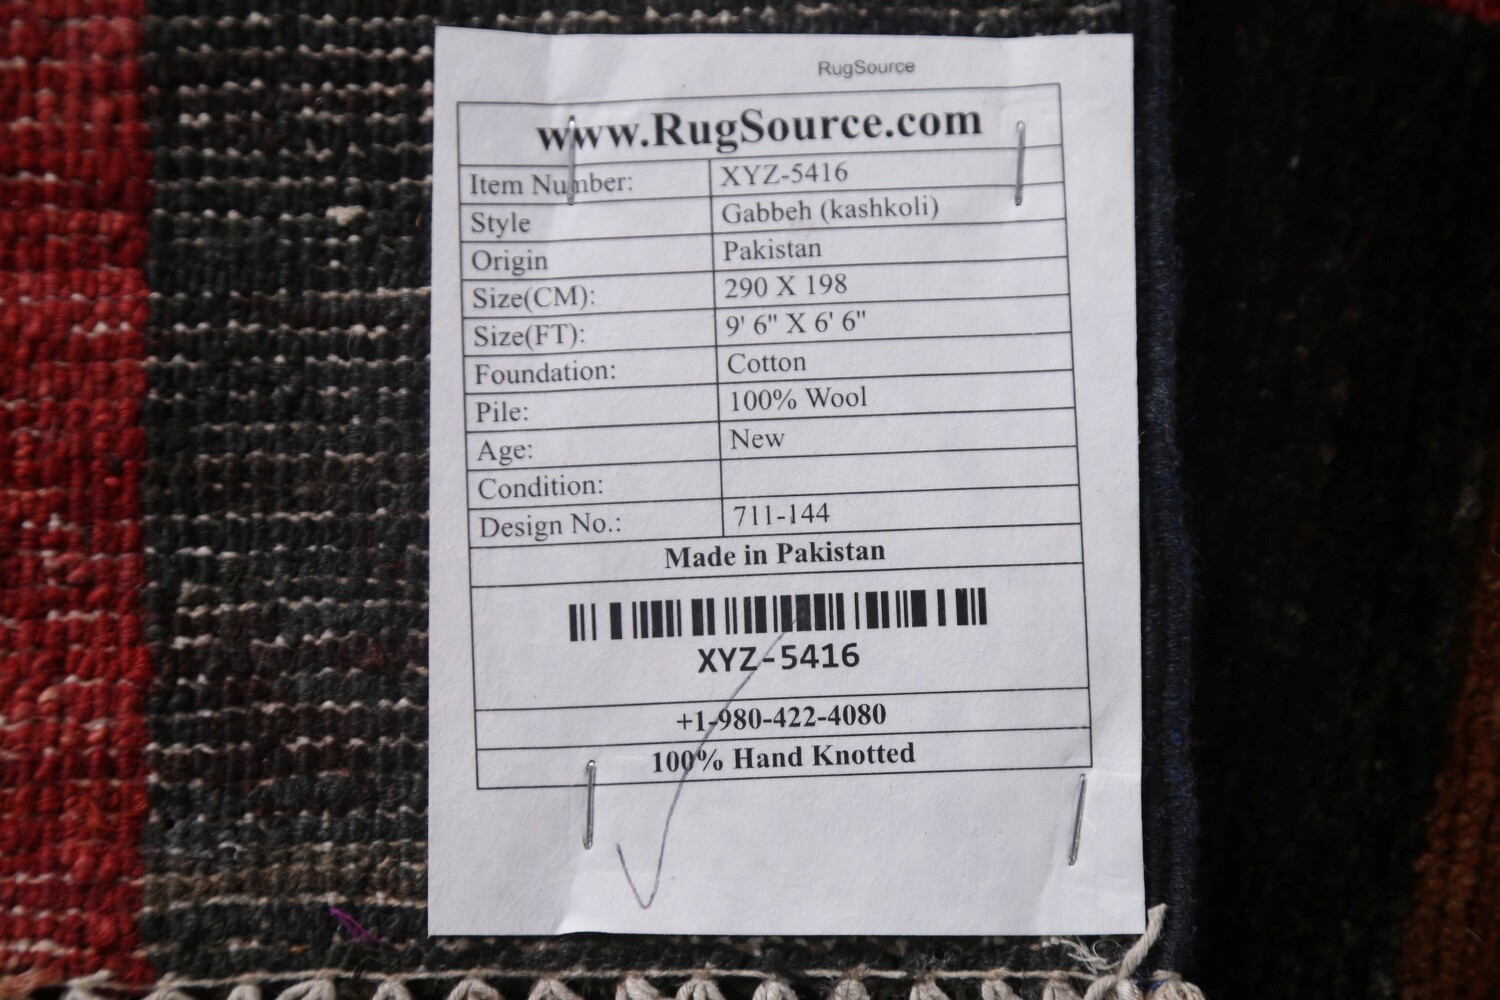 RugSource
www.RugSource.com
Item Number: XYZ-5416
Style Gabbeh (kashkoli)
Origin Pakistan
Size(CM): 290 X 198
Size(FT): 9' 6" X 6' 6"
Foundation: Cotton
Pile: 100% Wool
Age: New
Condition:
Design No.: 711-144
Made in Pakistan
XYZ-5416
+1-980-422-4080
100% Hand Knotted